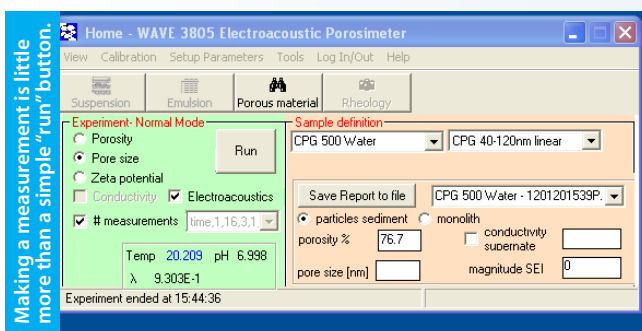 Making a measurement is little
more than a simple "run" button.
Home - WAVE 3805 Electroacoustic Porosimeter
View Calibration Setup Parameters Tools Log In/Out Help
Suspension Emulsion Porous material Rheology
Experiment- Normal Mode
Porosity
Pore size
Zeta potential
Run
Conductivity Electroacoustics
# measurements time,1,16,3,1.
Temp 20.209 pH 6.998
λ 9.303E-1
Sample definition
CPG 500 Water CPG 40-120nm linear
Save Report to file CPG 500 Water - 1201201539P.
particles sediment monolith
porosity % 76.7 conductivity
supernate
pore size [nm] magnitude SEI 0
Experiment ended at 15:44:36